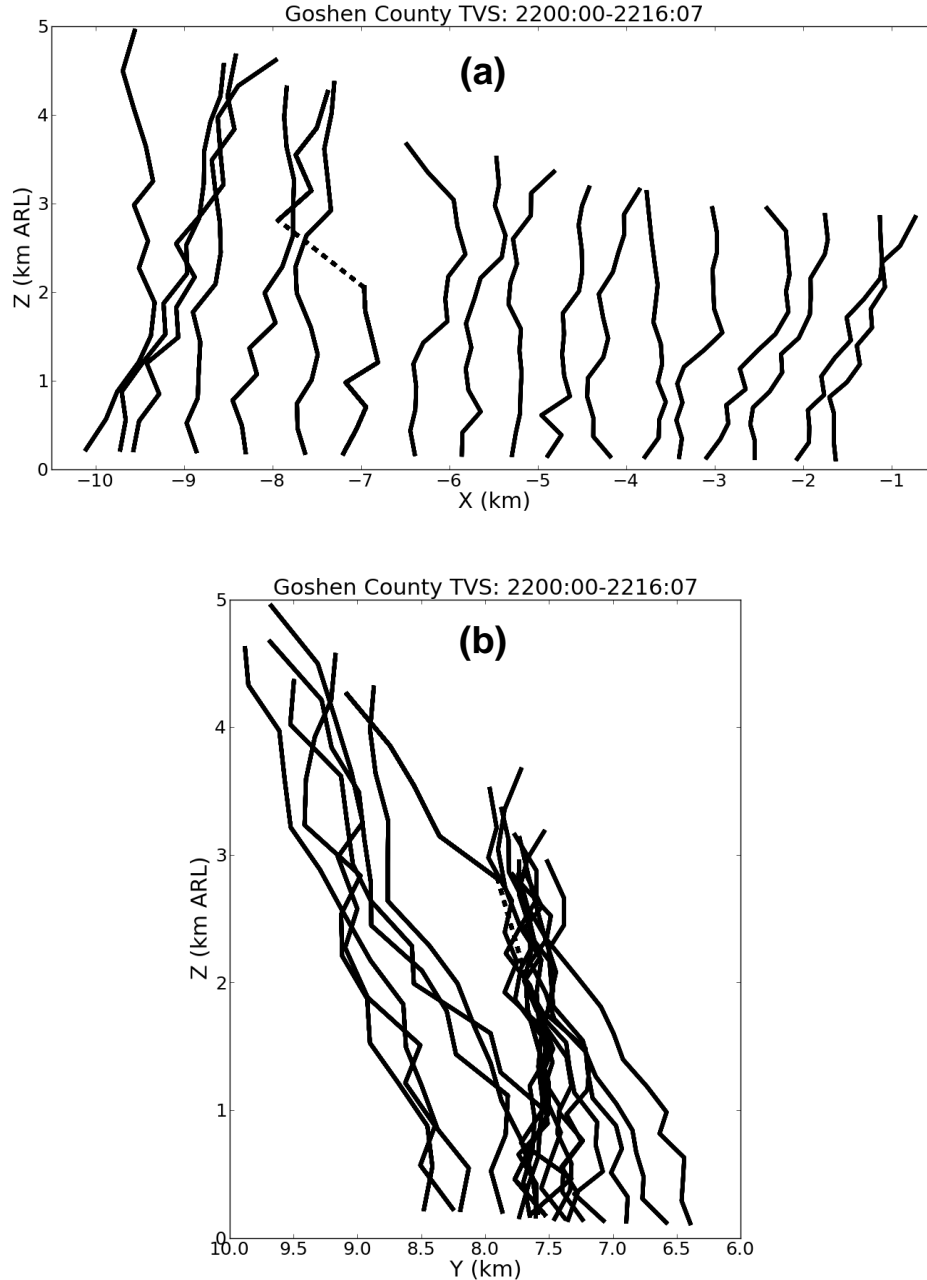 Goshen County TVS: 2200:00-2216:07
(a)
5
4
3
2
1
0
Z (km ARL)
−10 −9 −8 −7 −6 −5 −4 −3 −2 −1
X (km)
Goshen County TVS: 2200:00-2216:07
(b)
5
4
3
2
1
0
Z (km ARL)
10.0 9.5 9.0 8.5 8.0 7.5 7.0 6.5 6.0
Y (km)